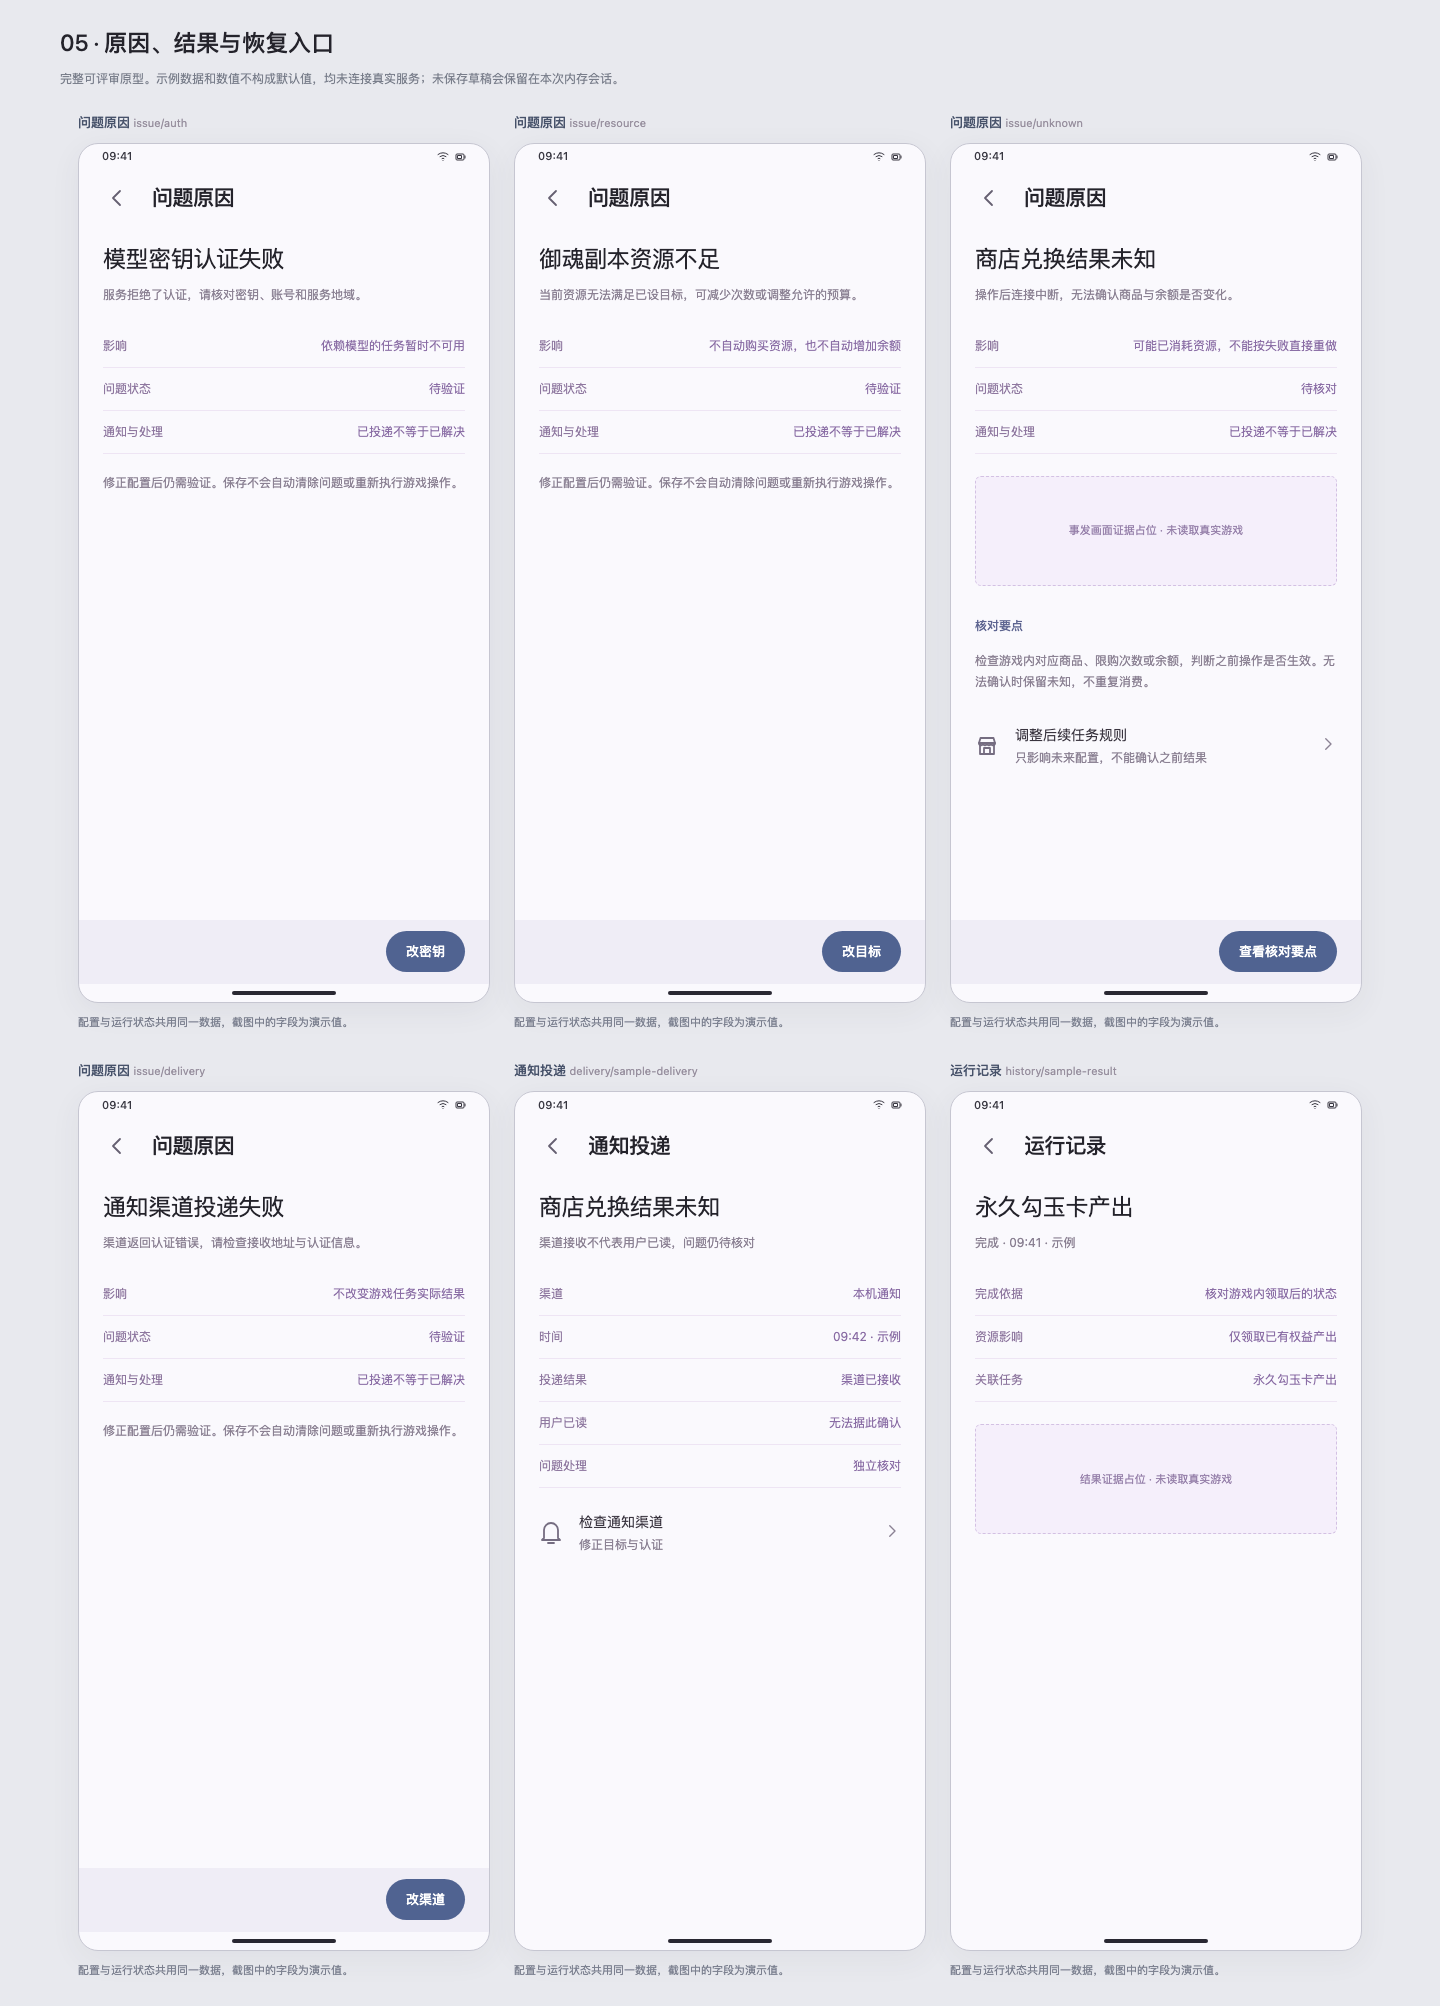 05 · 原因、结果与恢复入口
完整可评审原型。示例数据和数值不构成默认值，均未连接真实服务；未保存草稿会保留在本次内存会话。
问题原因 issue/auth
09:41
问题原因
模型密钥认证失败
服务拒绝了认证，请核对密钥、账号和服务地域。
影响 依赖模型的任务暂时不可用
问题状态 待验证
通知与处理 已投递不等于已解决
修正配置后仍需验证。保存不会自动清除问题或重新执行游戏操作。
改密钥
配置与运行状态共用同一数据，截图中的字段为演示值。
问题原因 issue/resource
09:41
问题原因
御魂副本资源不足
当前资源无法满足已设目标，可减少次数或调整允许的预算。
影响 不自动购买资源，也不自动增加余额
问题状态 待验证
通知与处理 已投递不等于已解决
修正配置后仍需验证。保存不会自动清除问题或重新执行游戏操作。
改目标
配置与运行状态共用同一数据，截图中的字段为演示值。
问题原因 issue/unknown
09:41
问题原因
商店兑换结果未知
操作后连接中断，无法确认商品与余额是否变化。
影响 可能已消耗资源，不能按失败直接重做
问题状态 待核对
通知与处理 已投递不等于已解决
事发画面证据占位 · 未读取真实游戏
核对要点
检查游戏内对应商品、限购次数或余额，判断之前操作是否生效。无
法确认时保留未知，不重复消费。
调整后续任务规则
只影响未来配置，不能确认之前结果
查看核对要点
配置与运行状态共用同一数据，截图中的字段为演示值。
问题原因 issue/delivery
09:41
问题原因
通知渠道投递失败
渠道返回认证错误，请检查接收地址与认证信息。
影响 不改变游戏任务实际结果
问题状态 待验证
通知与处理 已投递不等于已解决
修正配置后仍需验证。保存不会自动清除问题或重新执行游戏操作。
改渠道
配置与运行状态共用同一数据，截图中的字段为演示值。
通知投递 delivery/sample-delivery
09:41
通知投递
商店兑换结果未知
渠道接收不代表用户已读，问题仍待核对
渠道 本机通知
时间 09:42 · 示例
投递结果 渠道已接收
用户已读 无法据此确认
问题处理 独立核对
检查通知渠道
修正目标与认证
配置与运行状态共用同一数据，截图中的字段为演示值。
运行记录 history/sample-result
09:41
运行记录
永久勾玉卡产出
完成 · 09:41 · 示例
完成依据 核对游戏内领取后的状态
资源影响 仅领取已有权益产出
关联任务 永久勾玉卡产出
结果证据占位 · 未读取真实游戏
配置与运行状态共用同一数据，截图中的字段为演示值。